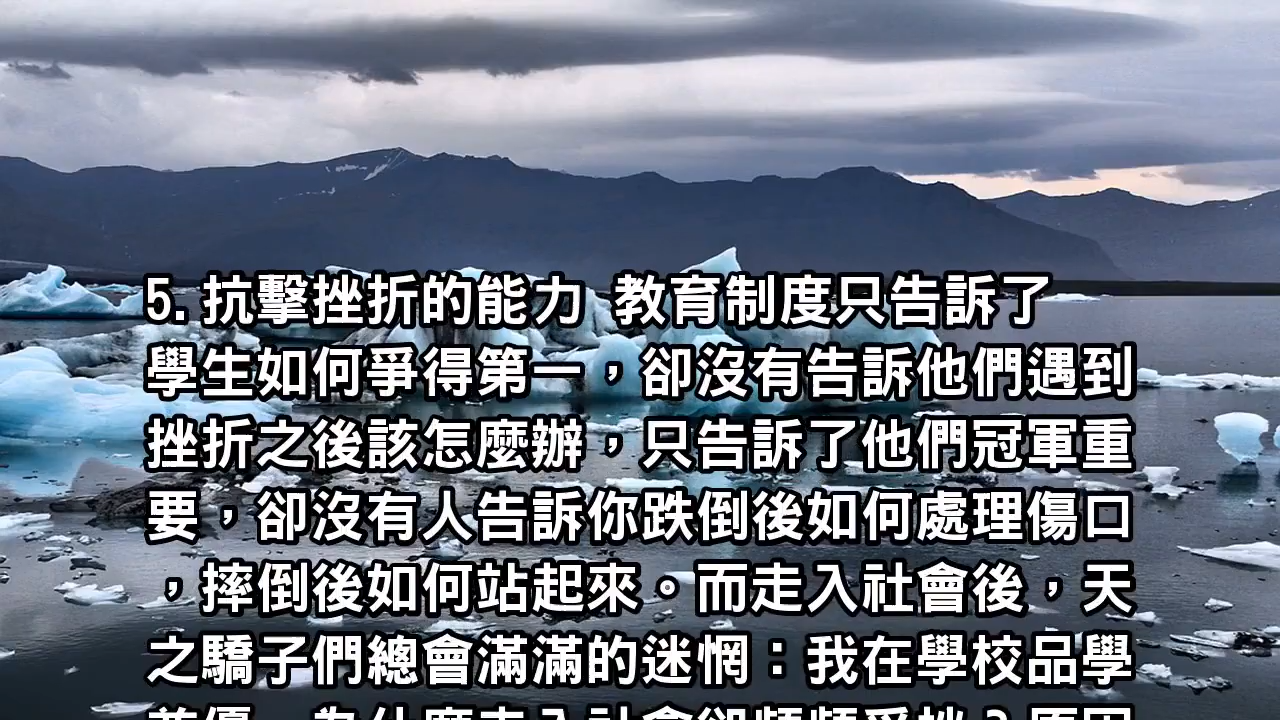 5.抗擊挫折的能力 教育制度只告訴了
學生如何爭得第一，卻沒有告訴他們遇到
挫折之後該怎麼辦，只告訴了他們冠軍重
要，卻沒有人告訴你跌倒後如何處理傷口
，摔倒後如何站起來。而走入社會後，天
之驕子們總會滿滿的迷惘：我在學校品學